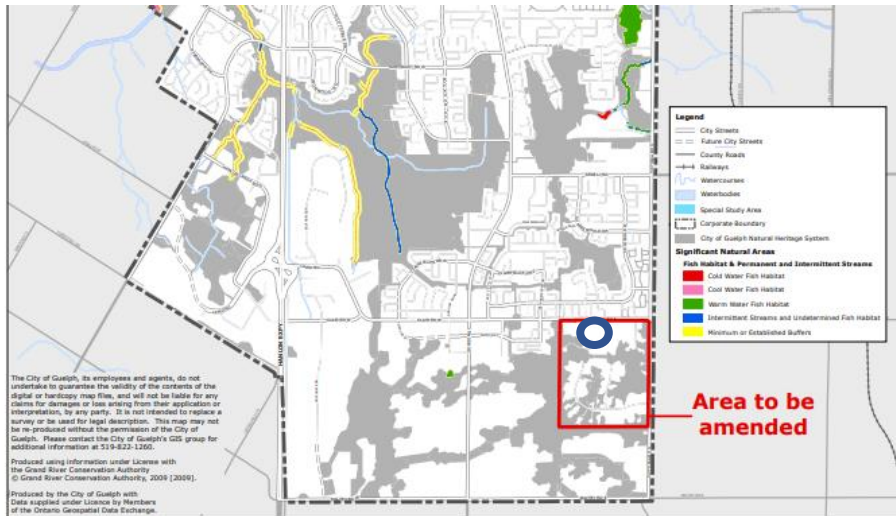 Legend
City Streets
Future City Streets
County Roads
Railways
Watercourses
Waterbodies
Special Study Area
Corporate Boundary
City of Guelph Natural Heritage System
Significant Natural Areas
Fish Habitat & Permanent and Intermittent Streams
Cold Water Fish Habitat
Cool Water Fish Habitat
Warm Water Fish Habitat
Intermittent Streams and Undetermined Fish Habitat
Minimum or Established Buffers
HANLON EXPY
Area to be
amended
The City of Guelph, its employees and agents, do not
undertake to guarantee the validity of the contents of the
digital or hardcopy map files, and will not be liable for any
claims for damages or loss arising from their application or
interpretation, by any party. It is not intended to replace a
survey or be used for legal description. This map may not
be re-produced without the permission of the City of
Guelph. Please contact the City of Guelph's GIS group for
additional information at 519-822-1260.
Produced using information under License with
the Grand River Conservation Authority
© Grand River Conservation Authority, 2009 [2009].
Produced by the City of Guelph with
Data supplied under Licence by Members
of the Ontario Geospatial Data Exchange.